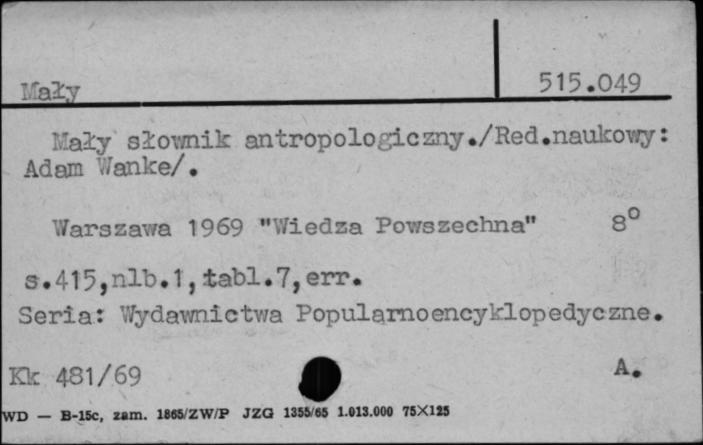 Mały 515.049
Mały słownik antropologiczny./Red.naukowy:
Adam Wanke/.
Warszawa 1969 "Wiedza Powszechna" 8°
s.415,nlb.1,tabl.7,err.
Seria: Wydawnictwa Popularnoencyklopedyczne.
Kk 481/69 A.
WD — B-15c, zam. 1865/ZW/P JZG 1355/65 1.013.000 75X125